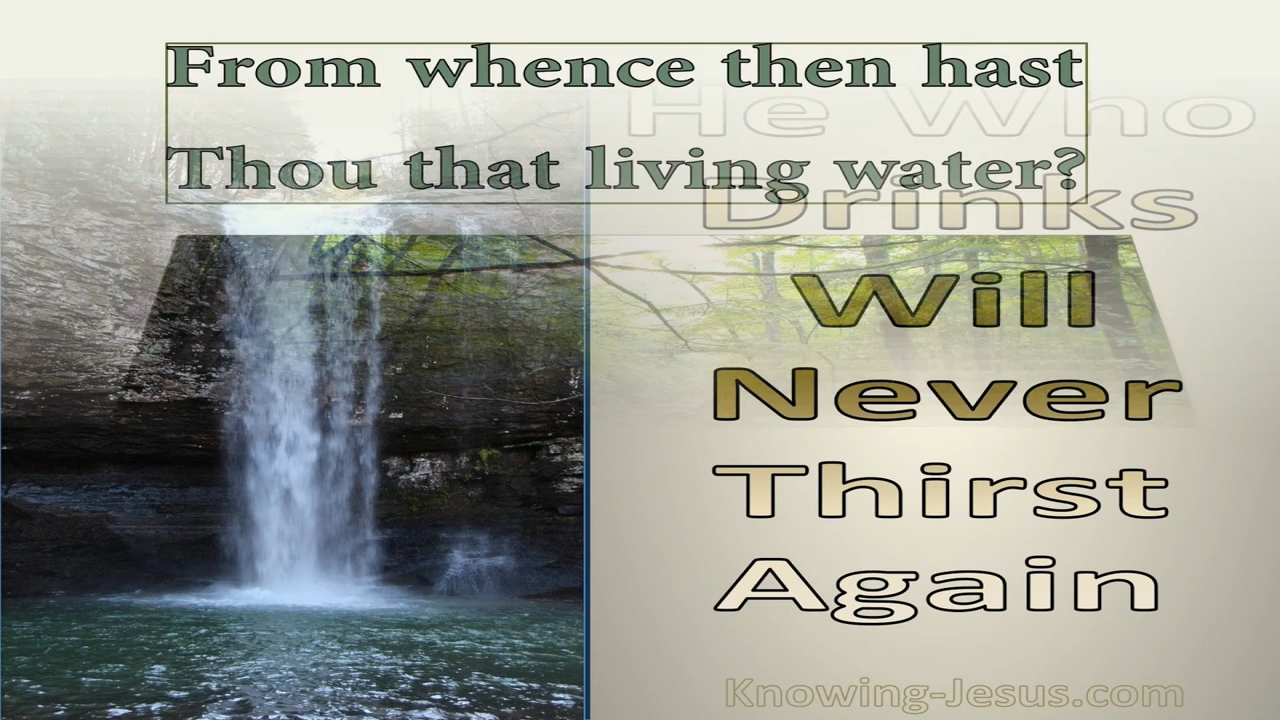 From whence then hast
Thou that living water?
He Who
Drinks
Will
Never
Thirst
Again
Knowing-Jesus.com